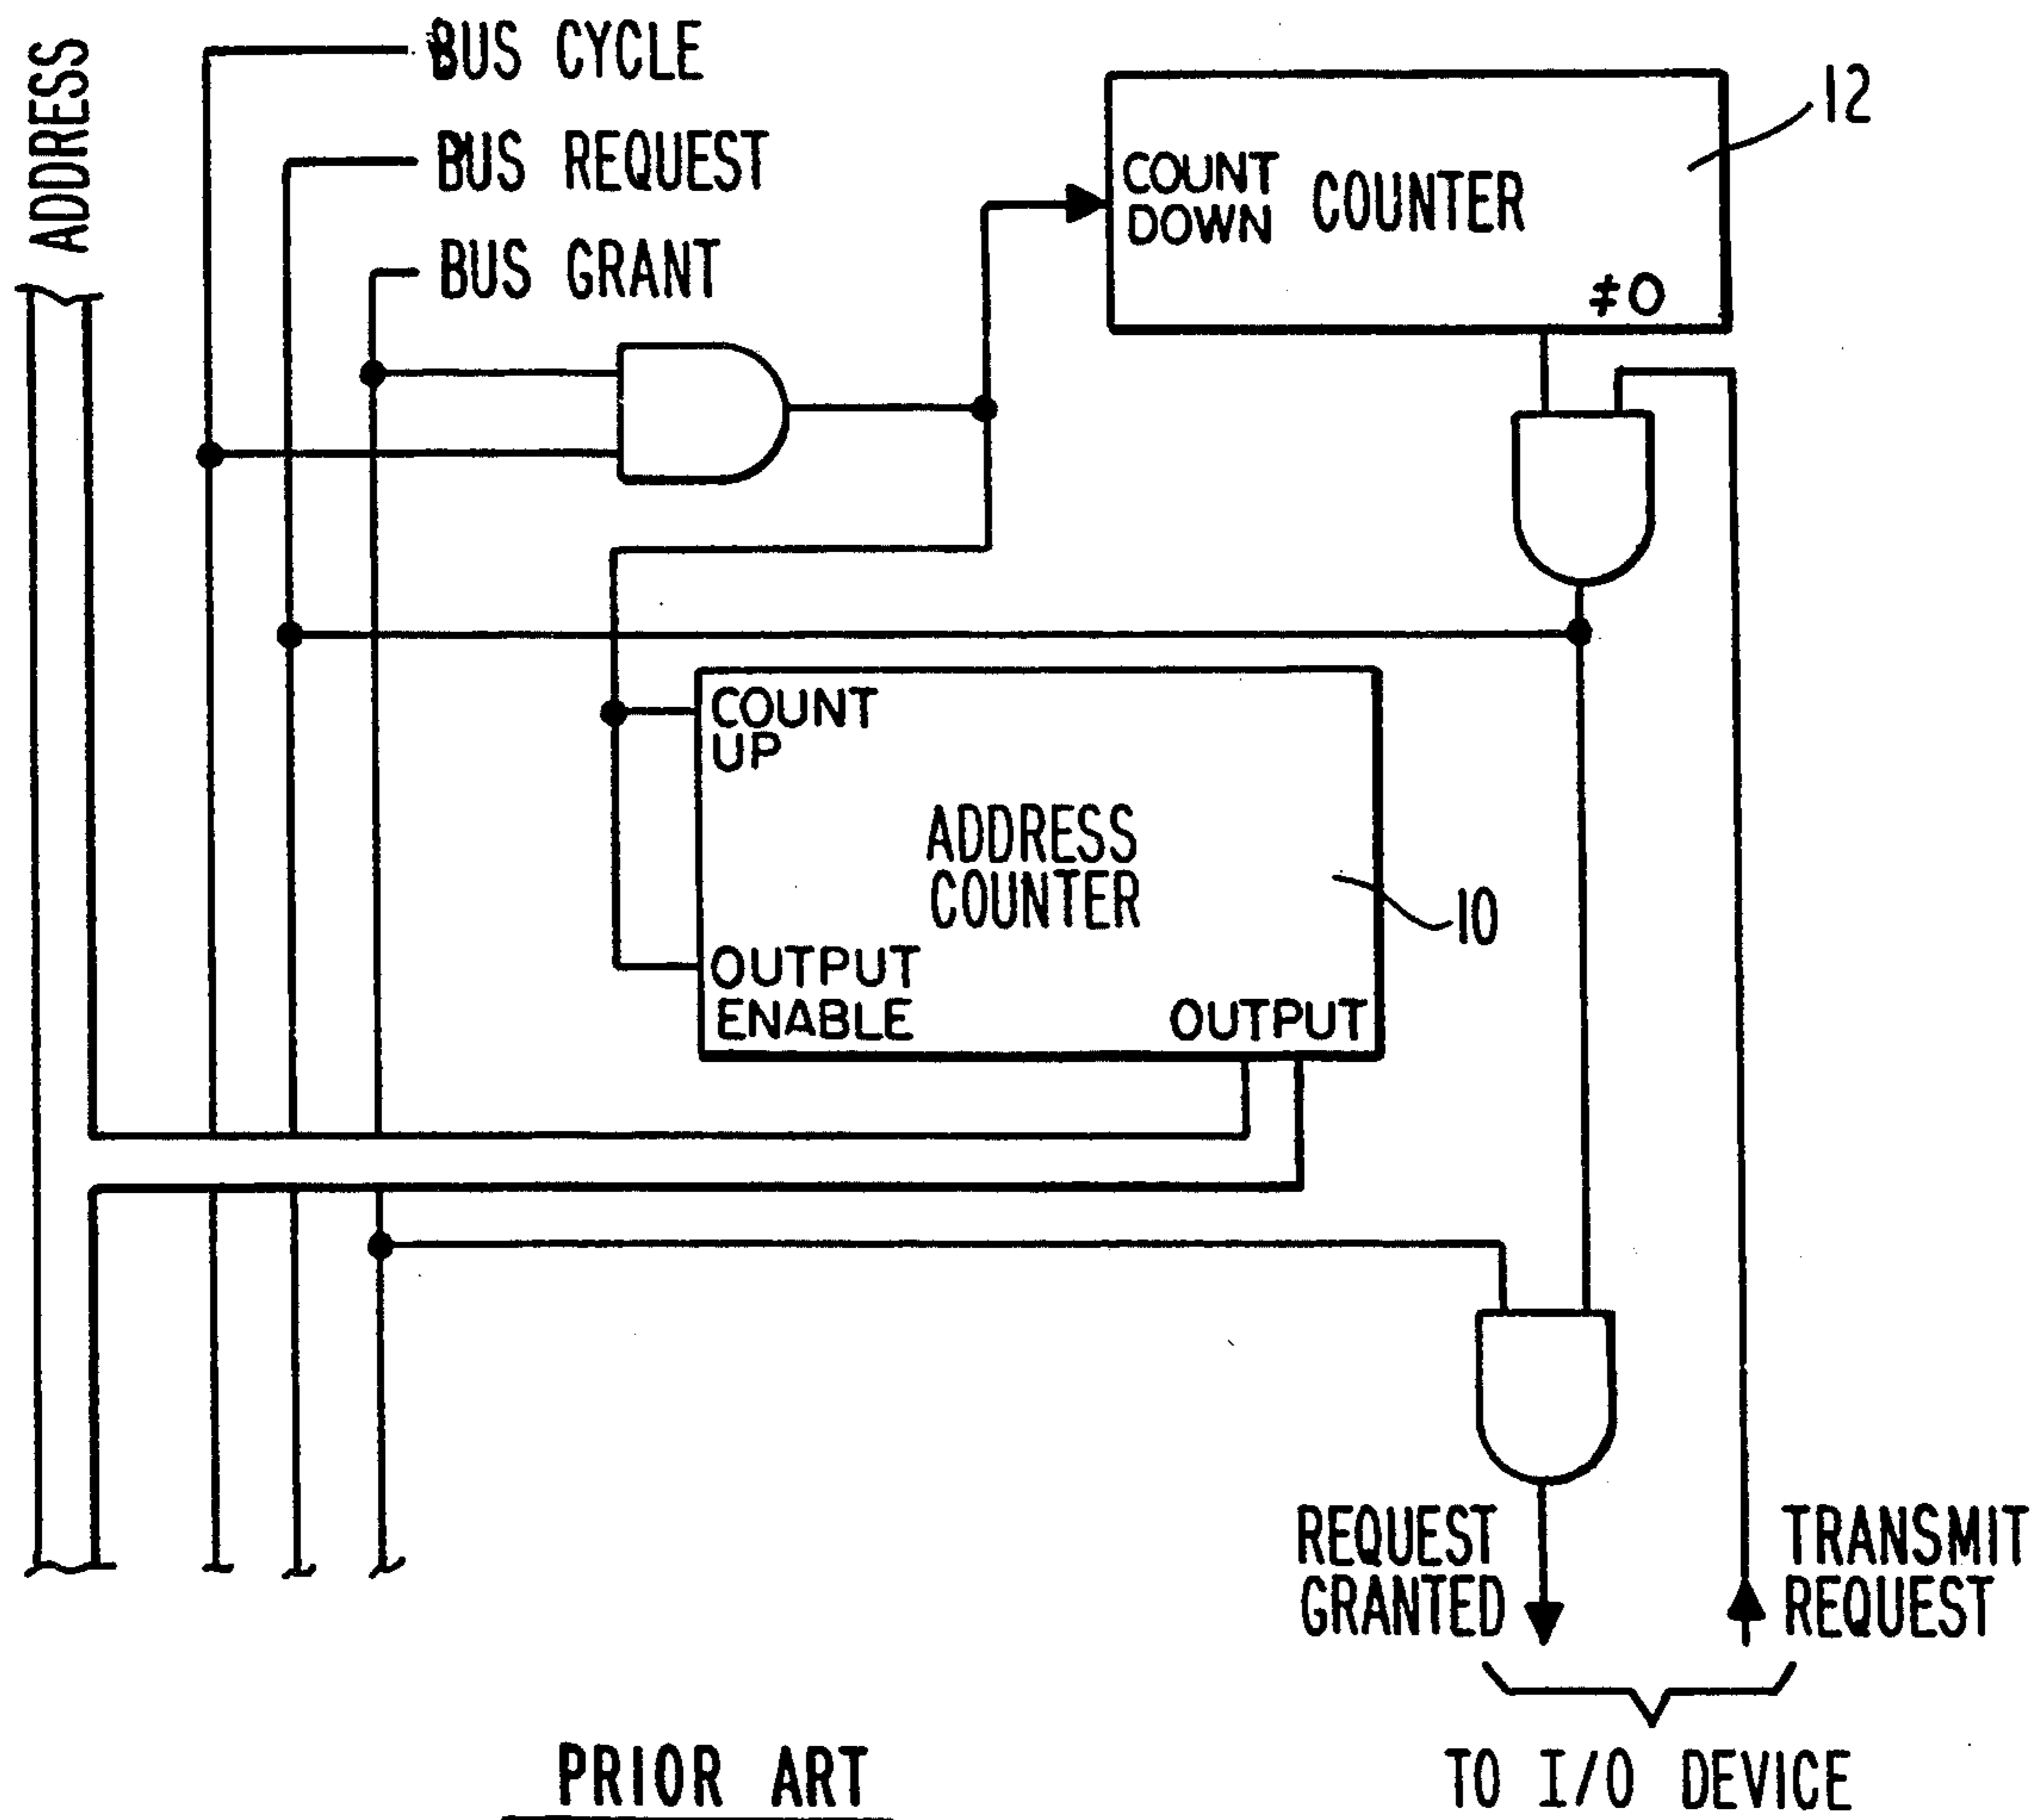 ADDRESS
BUS CYCLE
BUS REQUEST
BUS GRANT
12
COUNT
DOWN
COUNTER
≠0
COUNT
UP
ADDRESS
COUNTER
10
OUTPUT
ENABLE
OUTPUT
REQUEST
GRANTED
TRANSMIT
REQUEST
TO I/O DEVICE
PRIOR ART